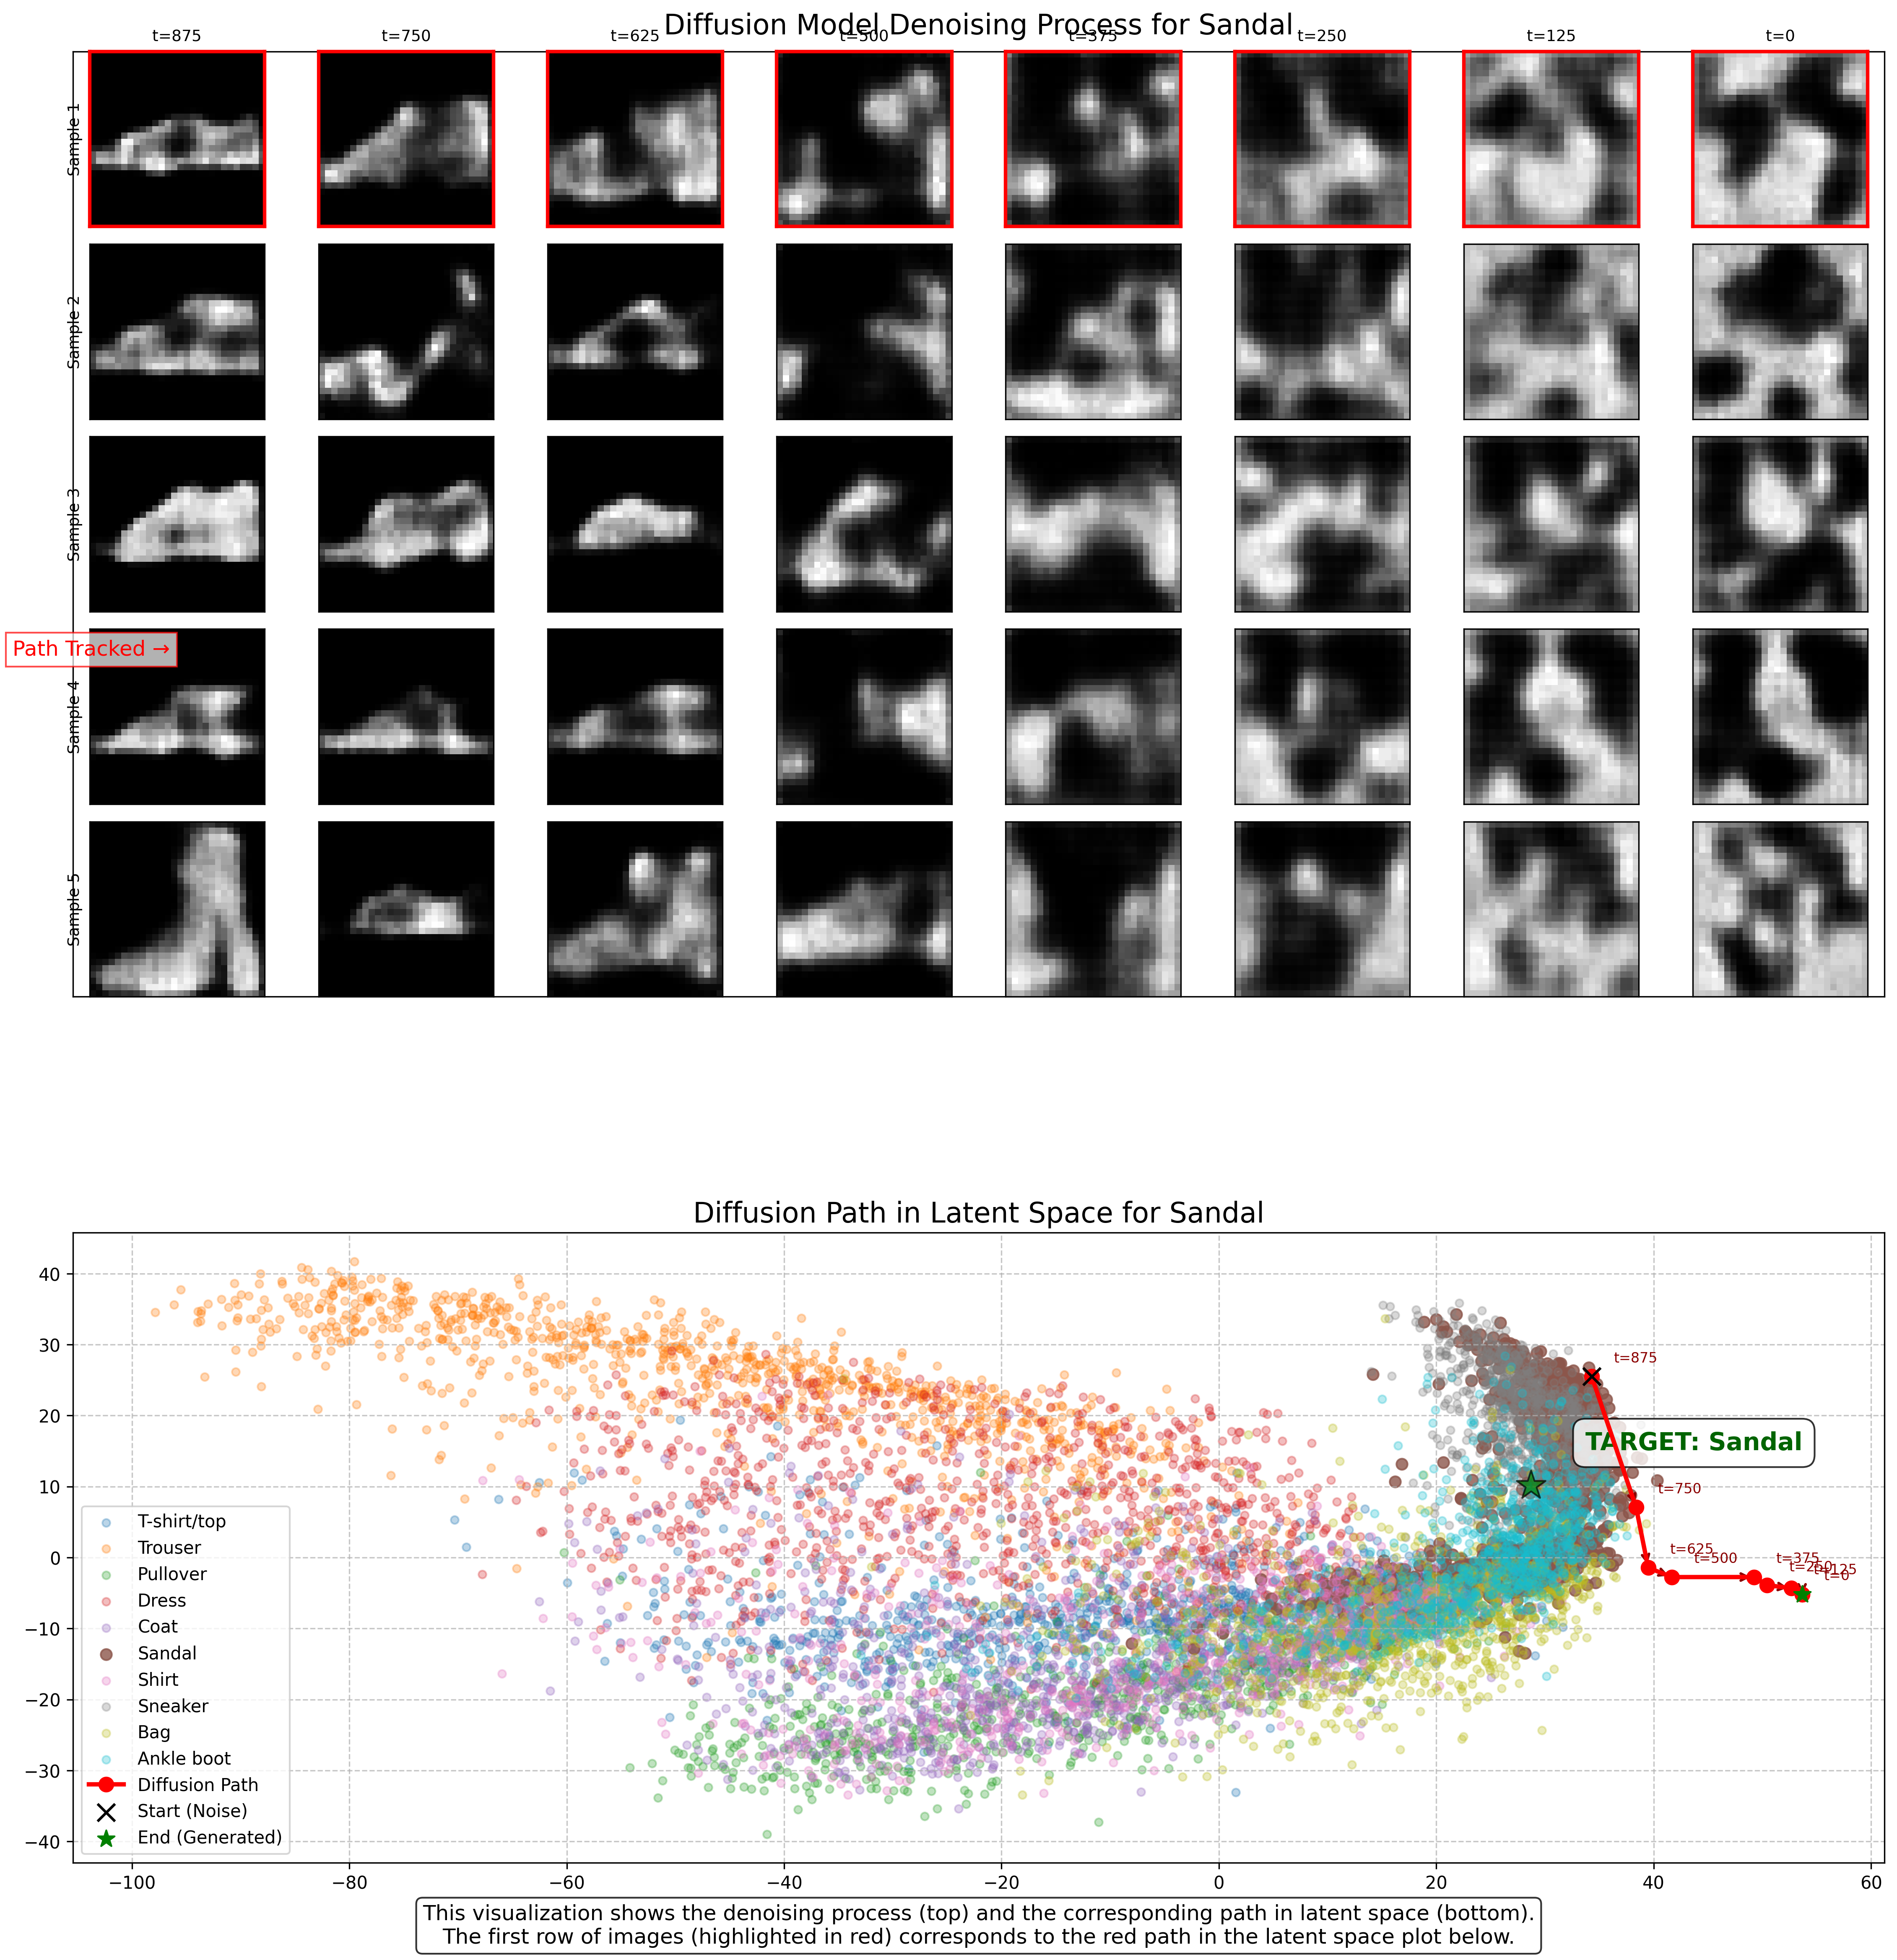 Diffusion Model Denoising Process for Sandal
t=875
t=750
t=625
t=500
t=375
t=250
t=125
t=0
Sample 1
Sample 2
Sample 3
Path Tracked →
Sample 4
Sample 5
Diffusion Path in Latent Space for Sandal
40
30
20
10
0
−10
−20
−30
−40
t=875
TARGET: Sandal
t=750
t=625
t=500
t=375
t=250
t=125
t=0
T-shirt/top
Trouser
Pullover
Dress
Coat
Sandal
Shirt
Sneaker
Bag
Ankle boot
Diffusion Path
Start (Noise)
End (Generated)
−100
−80
−60
−40
−20
0
20
40
60
This visualization shows the denoising process (top) and the corresponding path in latent space (bottom).
The first row of images (highlighted in red) corresponds to the red path in the latent space plot below.